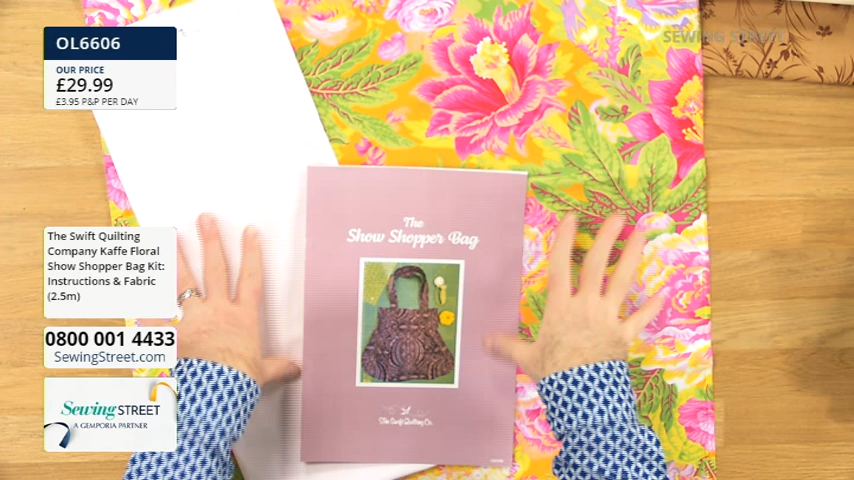 OL6606
OUR PRICE
£29.99
£3.95 P&P PER DAY
SEWING STREET
The
Show Shopper Bag
The Swift Quilting Company Kaffe Floral Show Shopper Bag Kit: Instructions & Fabric (2.5m)
0800 001 4433
SewingStreet.com
Sewing STREET
A GEMPORIA PARTNER
The Swift Quilting Co.